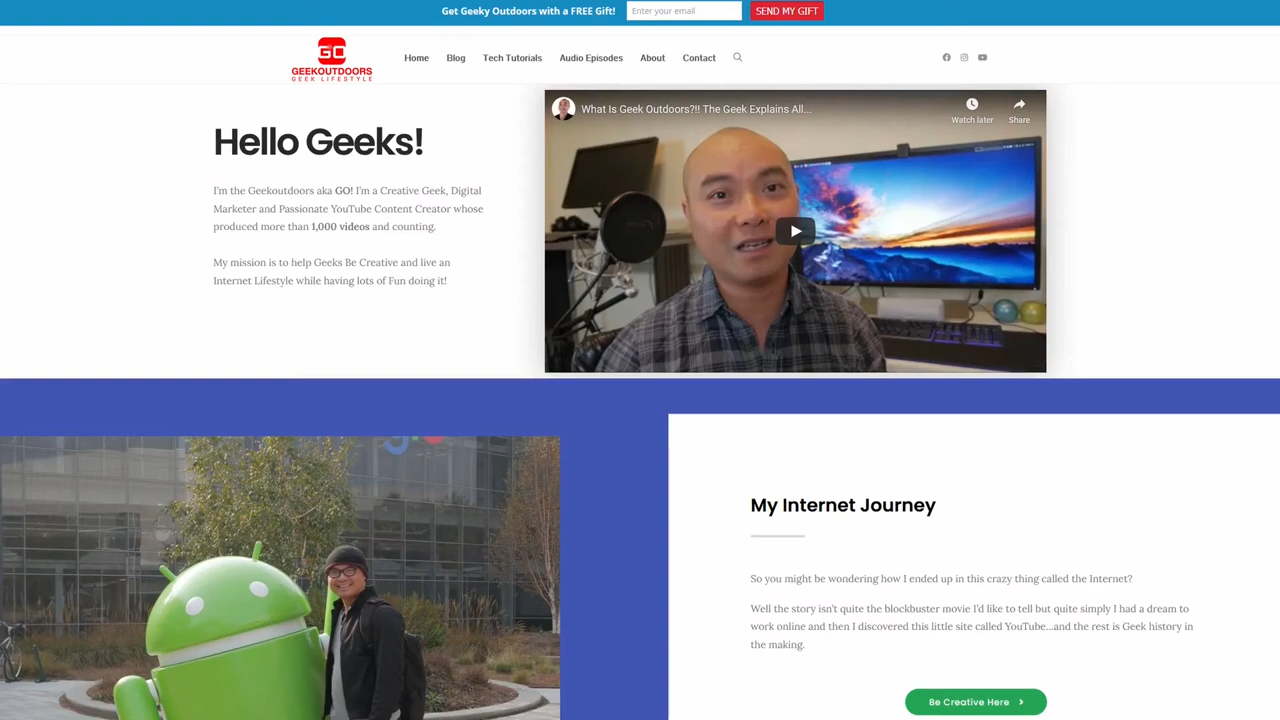 Get Geeky Outdoors with a FREE Gift!
Enter your email
SEND MY GIFT
GO
GEEKOUTDOORS
GEEK LIFESTYLE
Home
Blog
Tech Tutorials
Audio Episodes
About
Contact
What Is Geek Outdoors?!! The Geek Explains All...
Watch later
Share
Hello Geeks!
I'm the Geekoutdoors aka GO! I'm a Creative Geek, Digital
Marketer and Passionate YouTube Content Creator whose
produced more than 1,000 videos and counting.
My mission is to help Geeks Be Creative and live an
Internet Lifestyle while having lots of Fun doing it!
My Internet Journey
So you might be wondering how I ended up in this crazy thing called the Internet?
Well the story isn't quite the blockbuster movie I'd like to tell but quite simply I had a dream to
work online and then I discovered this little site called YouTube...and the rest is Geek history in
the making.
Be Creative Here